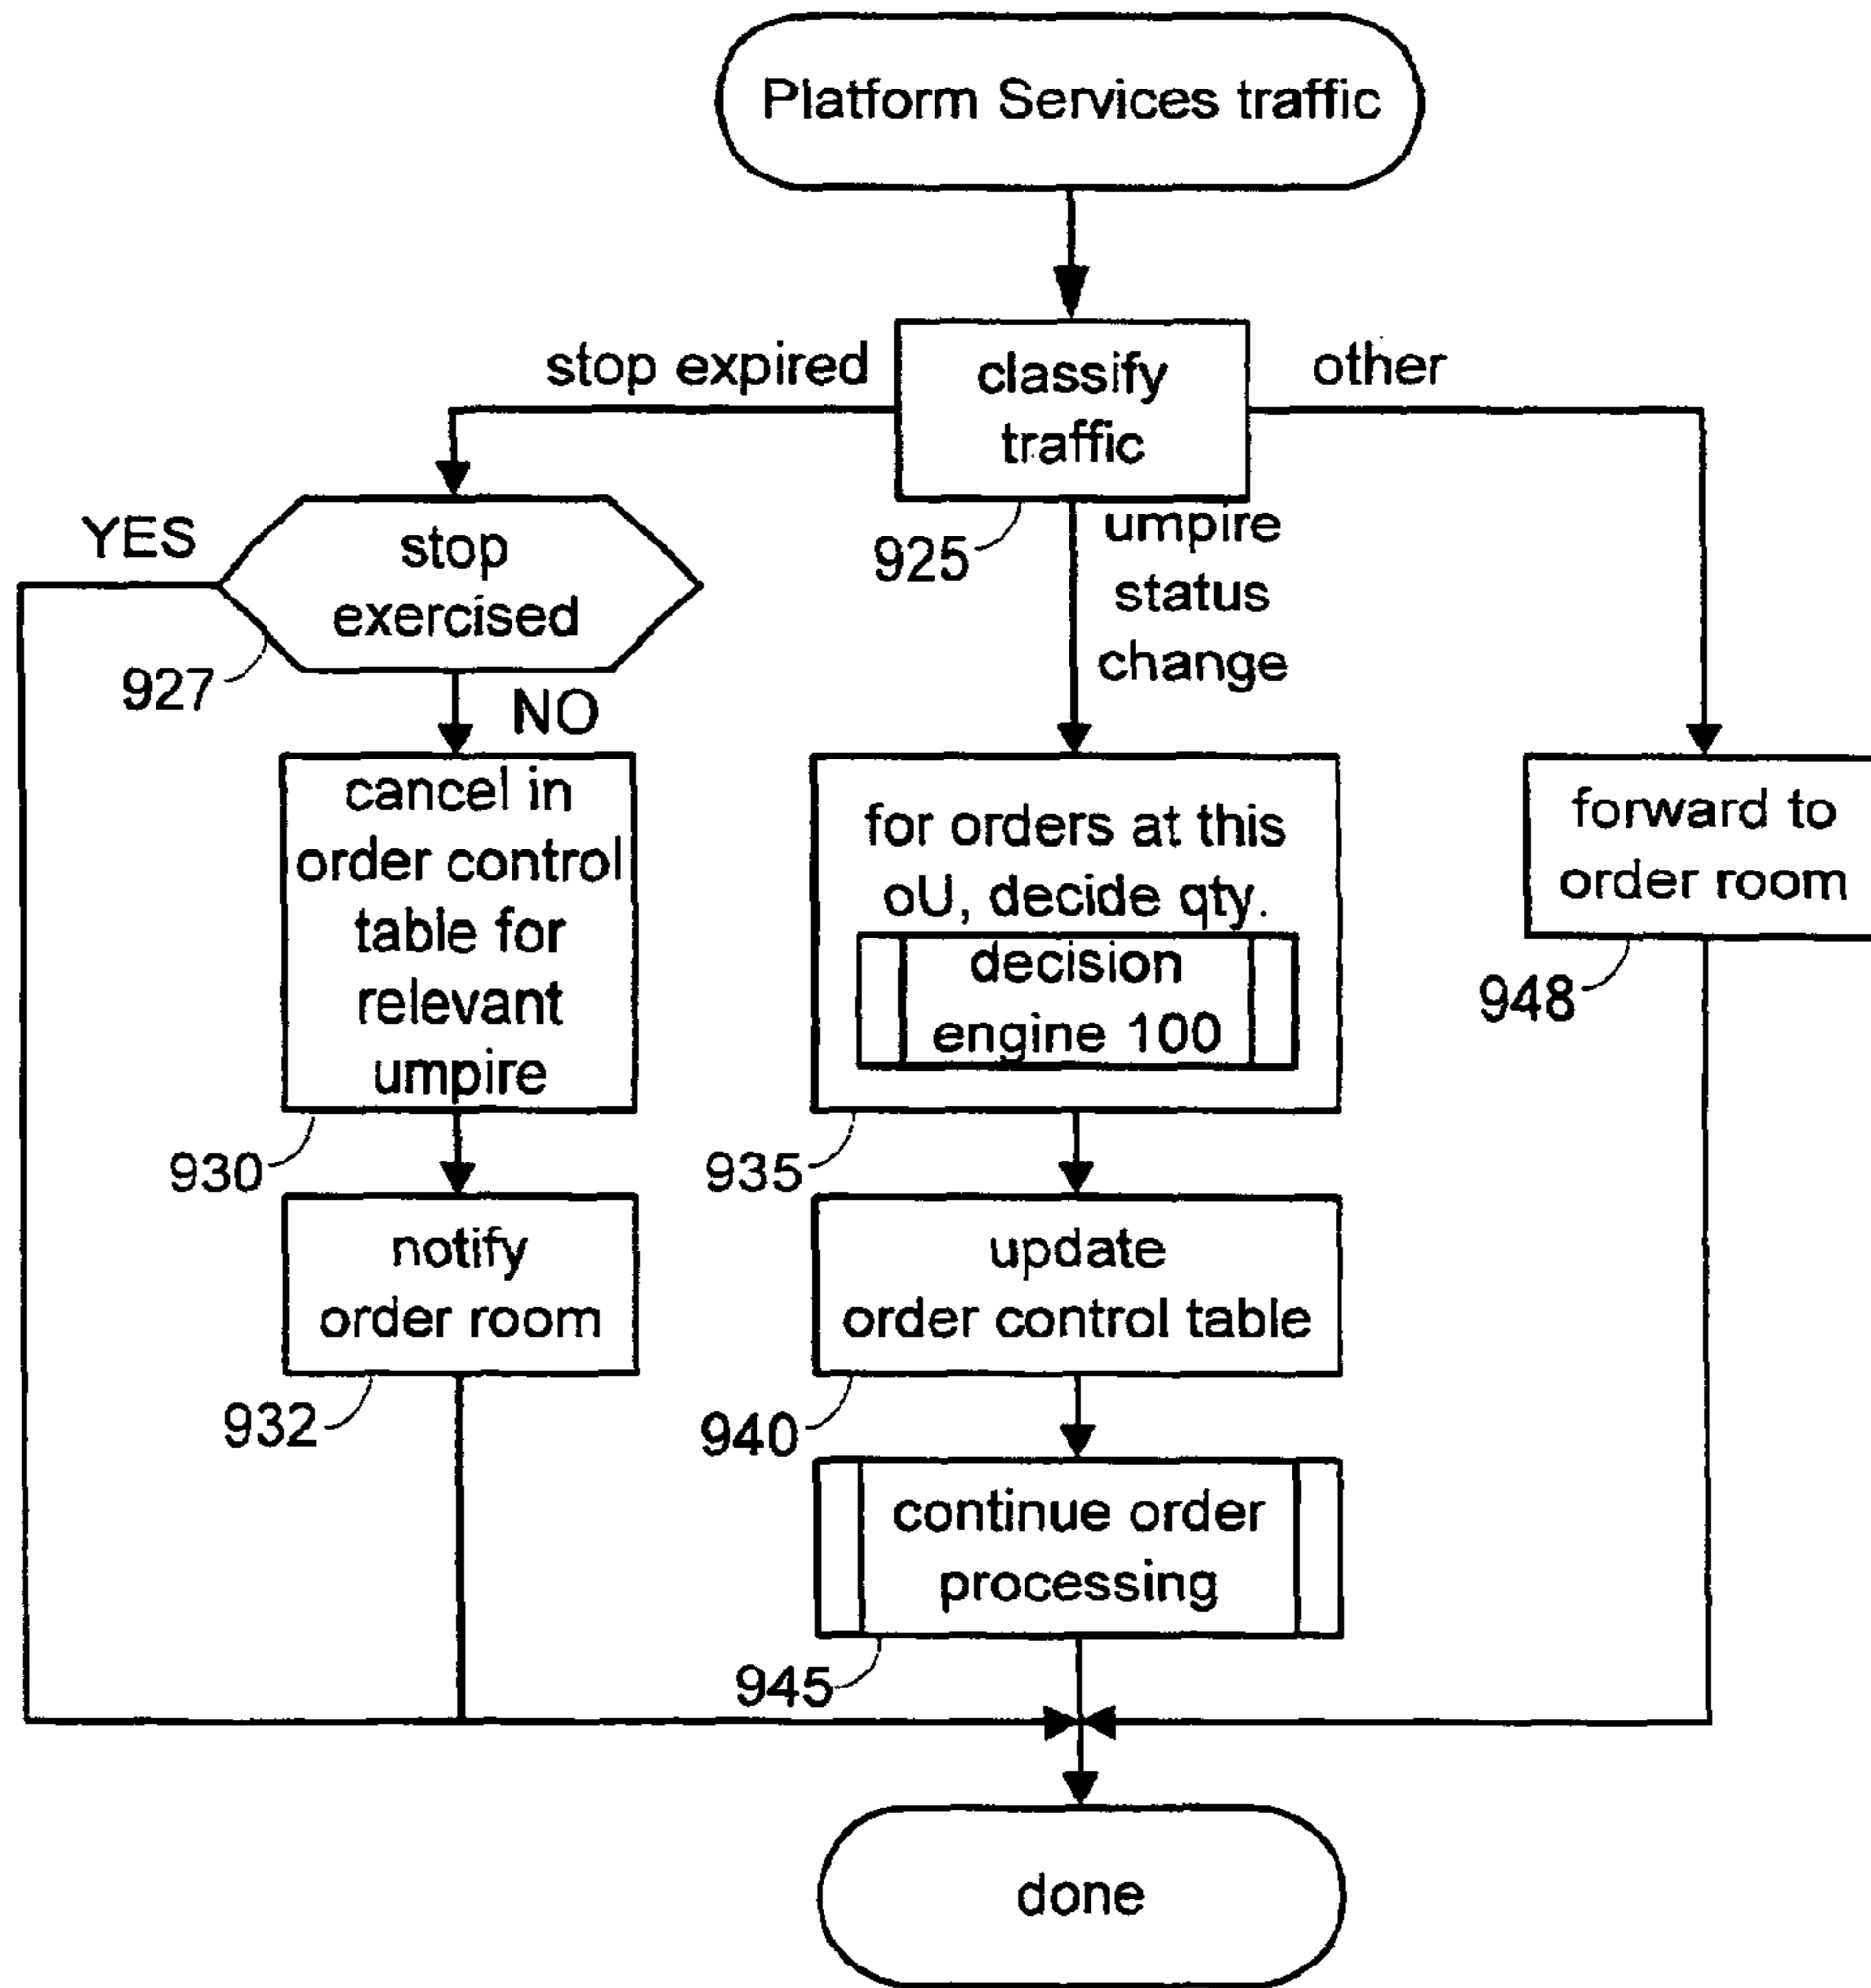 Platform Services traffic
stop expired
classify
traffic
other
925
umpire
status
change
YES
stop
exercised
927
NO
cancel in
order control
table for
relevant
umpire
930
for orders at this
oU, decide qty.
decision
engine 100
935
forward to
order room
948
notify
order room
932
update
order control table
940
continue order
processing
945
done